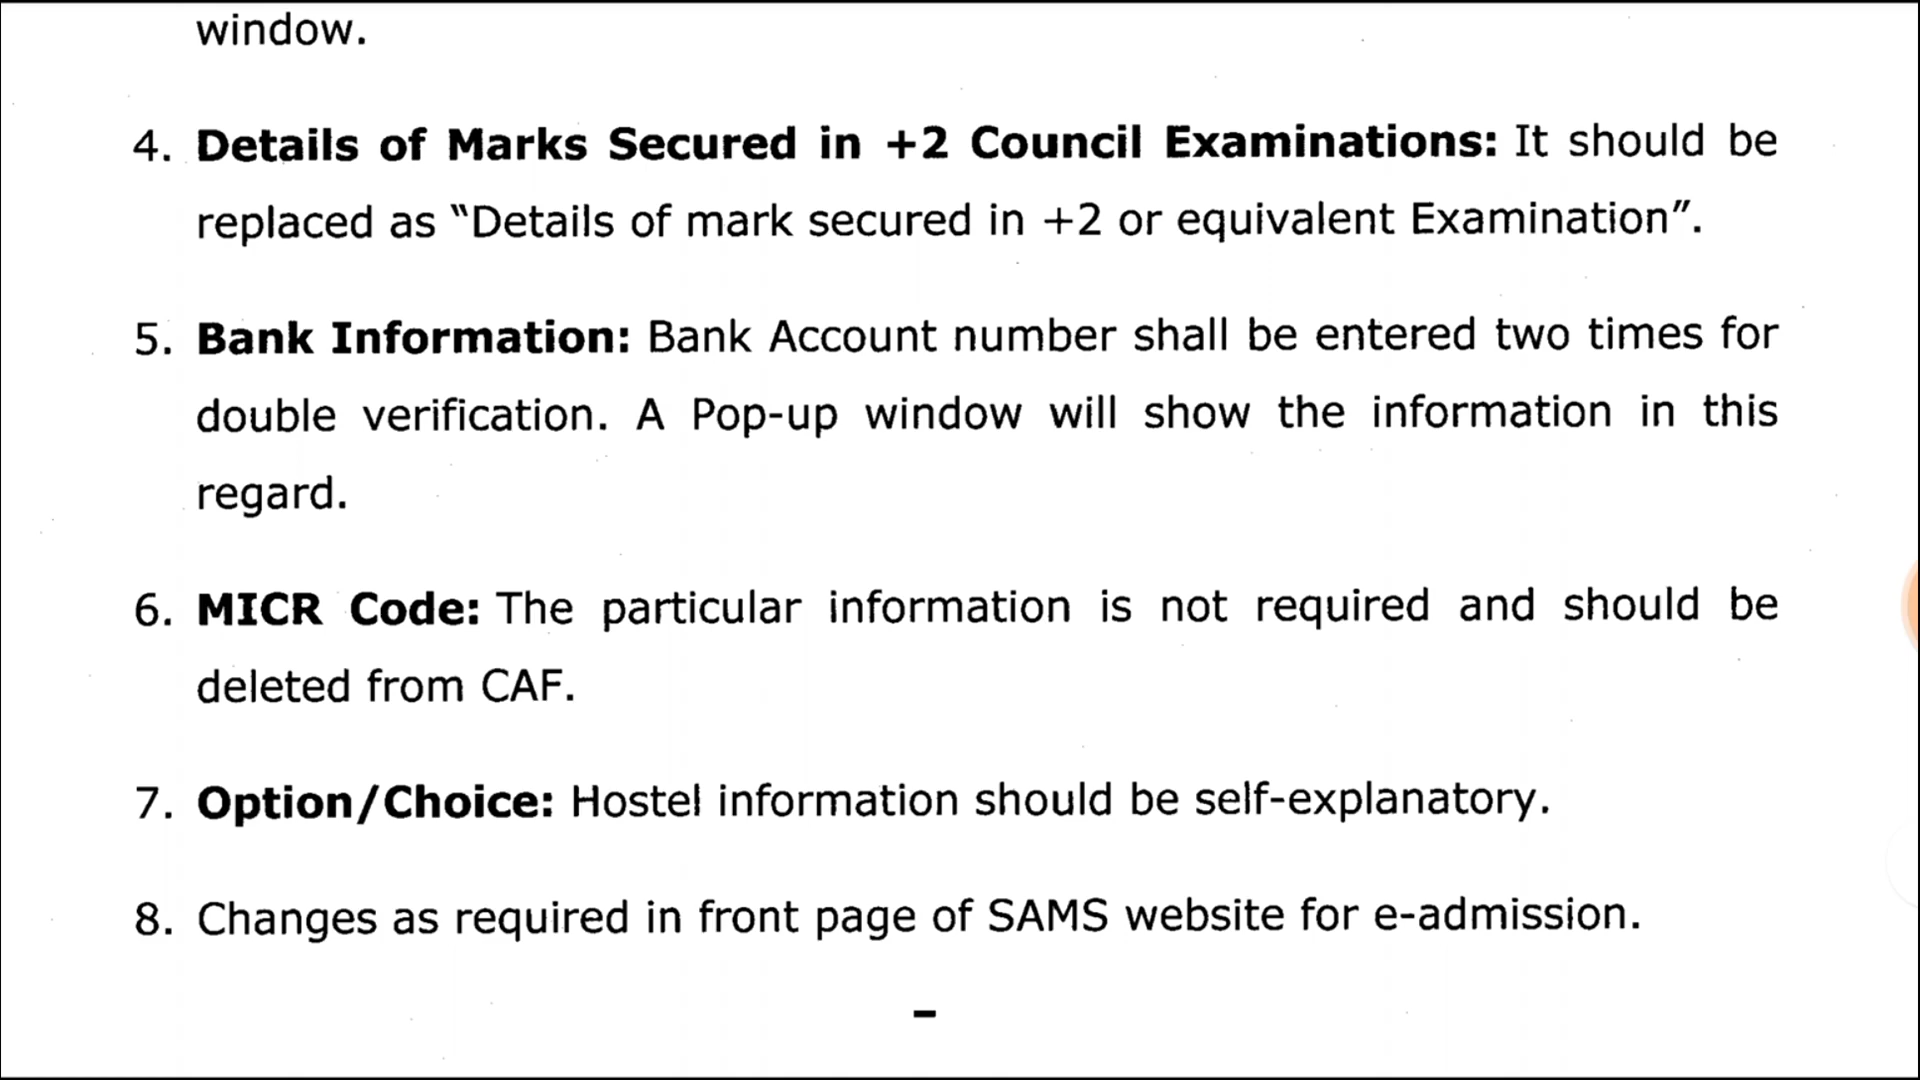 window.
4. Details of Marks Secured in +2 Council Examinations: It should be
replaced as “Details of mark secured in +2 or equivalent Examination”.
5. Bank Information: Bank Account number shall be entered two times for
double verification. A Pop-up window will show the information in this
regard.
6. MICR Code: The particular information is not required and should be
deleted from CAF.
7. Option/Choice: Hostel information should be self-explanatory.
8. Changes as required in front page of SAMS website for e-admission.